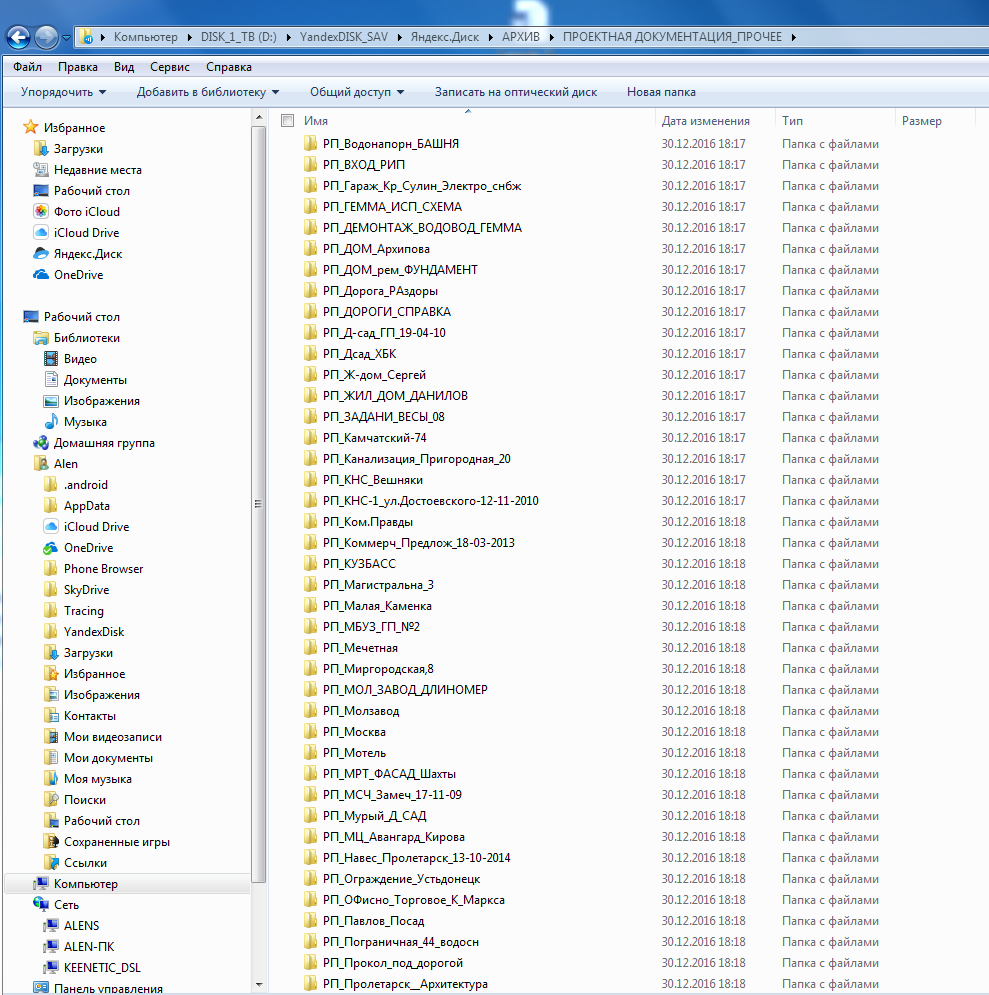 Компьютер DISK_1_TB (D:) YandexDISK_SAV Яндекс.Диск АРХИВ ПРОЕКТНАЯ ДОКУМЕНТАЦИЯ_ПРОЧЕЕ
Файл Правка Вид Сервис Справка
Упорядочить Добавить в библиотеку Общий доступ Записать на оптический диск Новая папка
Избранное
Загрузки
Недавние места
Рабочий стол
Фото iCloud
iCloud Drive
Яндекс.Диск
OneDrive
Рабочий стол
Библиотеки
Видео
Документы
Изображения
Музыка
Домашняя группа
Alen
.android
AppData
iCloud Drive
OneDrive
Phone Browser
SkyDrive
Tracing
YandexDisk
Загрузки
Избранное
Изображения
Контакты
Мои видеозаписи
Мои документы
Моя музыка
Поиски
Рабочий стол
Сохраненные игры
Ссылки
Компьютер
Сеть
ALENS
ALEN-ПК
KEENETIC_DSL
Панель управления
Имя Дата изменения Тип Размер
РП_Водонапорн_БАШНЯ 30.12.2016 18:17 Папка с файлами
РП_ВХОД_РИП 30.12.2016 18:17 Папка с файлами
РП_Гараж_Кр_Сулин_Электро_снбж 30.12.2016 18:17 Папка с файлами
РП_ГЕММА_ИСП_СХЕМА 30.12.2016 18:17 Папка с файлами
РП_ДЕМОНТАЖ_ВОДОВОД_ГЕММА 30.12.2016 18:17 Папка с файлами
РП_ДОМ_Архипова 30.12.2016 18:17 Папка с файлами
РП_ДОМ_рем_ФУНДАМЕНТ 30.12.2016 18:17 Папка с файлами
РП_Дорога_РАздоры 30.12.2016 18:17 Папка с файлами
РП_ДОРОГИ_СПРАВКА 30.12.2016 18:17 Папка с файлами
РП_Д-сад_ГП_19-04-10 30.12.2016 18:17 Папка с файлами
РП_Дсад_ХБК 30.12.2016 18:17 Папка с файлами
РП_Ж-дом_Сергей 30.12.2016 18:17 Папка с файлами
РП_ЖИЛ_ДОМ_ДАНИЛОВ 30.12.2016 18:17 Папка с файлами
РП_ЗАДАНИ_ВЕСЫ_08 30.12.2016 18:17 Папка с файлами
РП_Камчатский-74 30.12.2016 18:17 Папка с файлами
РП_Канализация_Пригородная_20 30.12.2016 18:17 Папка с файлами
РП_КНС_Вешняки 30.12.2016 18:17 Папка с файлами
РП_КНС-1_ул.Достоевского-12-11-2010 30.12.2016 18:17 Папка с файлами
РП_Ком.Правды 30.12.2016 18:18 Папка с файлами
РП_Коммерч_Предлож_18-03-2013 30.12.2016 18:18 Папка с файлами
РП_КУЗБАСС 30.12.2016 18:18 Папка с файлами
РП_Магистральна_3 30.12.2016 18:18 Папка с файлами
РП_Малая_Каменка 30.12.2016 18:18 Папка с файлами
РП_МБУЗ_ГП_№2 30.12.2016 18:18 Папка с файлами
РП_Мечетная 30.12.2016 18:18 Папка с файлами
РП_Миргородская,8 30.12.2016 18:18 Папка с файлами
РП_МОЛ_ЗАВОД_ДЛИНОМЕР 30.12.2016 18:18 Папка с файлами
РП_Молзавод 30.12.2016 18:18 Папка с файлами
РП_Москва 30.12.2016 18:18 Папка с файлами
РП_Мотель 30.12.2016 18:18 Папка с файлами
РП_МРТ_ФАСАД_Шахты 30.12.2016 18:18 Папка с файлами
РП_МСЧ_Замеч_17-11-09 30.12.2016 18:18 Папка с файлами
РП_Мурый_Д_САД 30.12.2016 18:18 Папка с файлами
РП_МЦ_Авангард_Кирова 30.12.2016 18:18 Папка с файлами
РП_Навес_Пролетарск_13-10-2014 30.12.2016 18:18 Папка с файлами
РП_Ограждение_Устьдонецк 30.12.2016 18:18 Папка с файлами
РП_ОФисно_Торговое_К_Маркса 30.12.2016 18:18 Папка с файлами
РП_Павлов_Посад 30.12.2016 18:18 Папка с файлами
РП_Пограничная_44_водосн 30.12.2016 18:18 Папка с файлами
РП_Прокол_под_дорогой 30.12.2016 18:18 Папка с файлами
РП_Пролетарск__Архитектура 30.12.2016 18:18 Папка с файлами